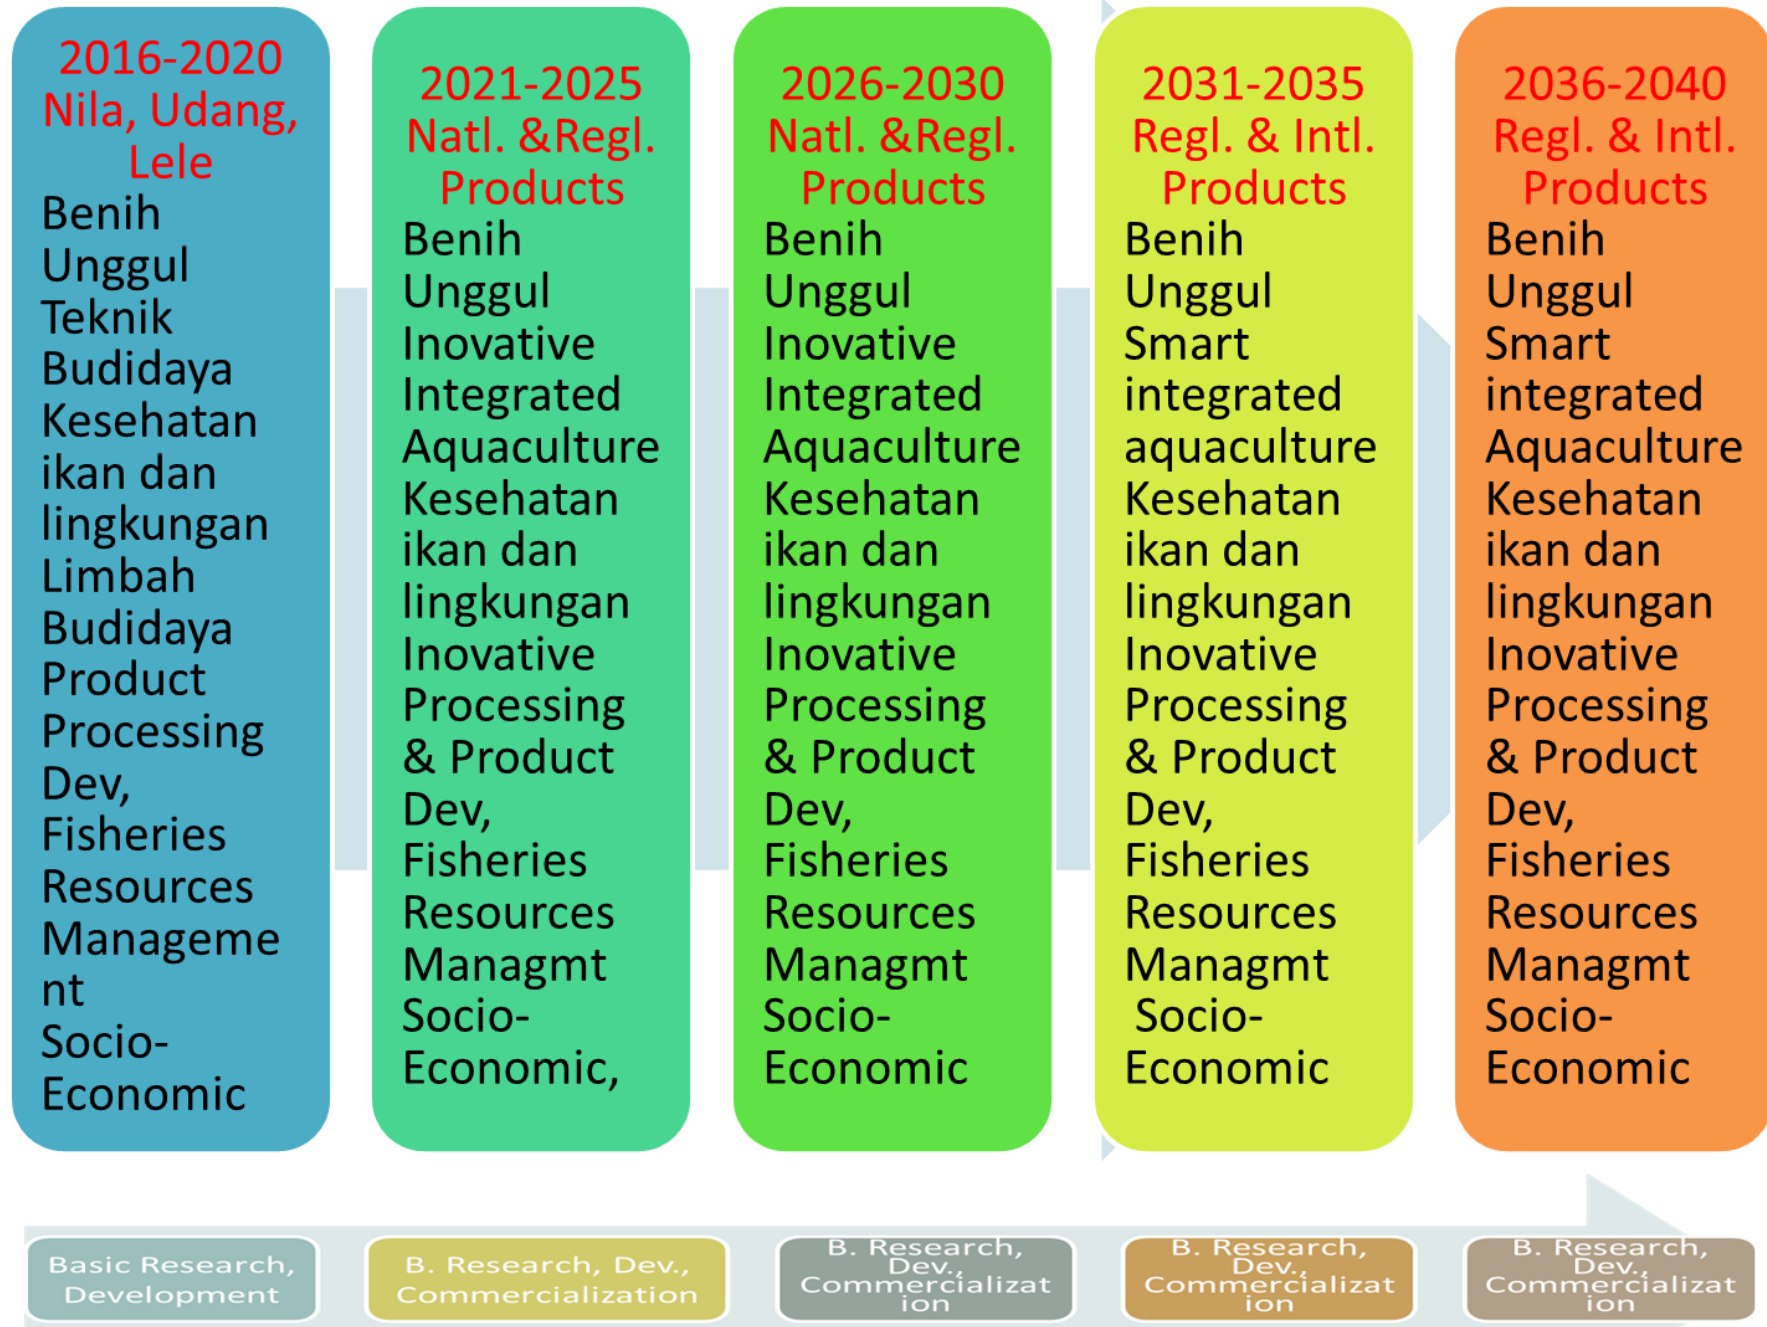 2016-2020
Nila, Udang,
Lele
Benih
Unggul
Teknik
Budidaya
Kesehatan
ikan dan
lingkungan
Limbah
Budidaya
Product
Processing
Dev,
Fisheries
Resources
Manageme
nt
Socio-
Economic
2021-2025
Natl. &Regl.
Products
Benih
Unggul
Inovative
Integrated
Aquaculture
Kesehatan
ikan dan
lingkungan
Inovative
Processing
& Product
Dev,
Fisheries
Resources
Managmt
Socio-
Economic,
2026-2030
Natl. &Regl.
Products
Benih
Unggul
Inovative
Integrated
Aquaculture
Kesehatan
ikan dan
lingkungan
Inovative
Processing
& Product
Dev,
Fisheries
Resources
Managmt
Socio-
Economic
2031-2035
Regl. & Intl.
Products
Benih
Unggul
Smart
integrated
aquaculture
Kesehatan
ikan dan
lingkungan
Inovative
Processing
& Product
Dev,
Fisheries
Resources
Managmt
Socio-
Economic
2036-2040
Regl. & Intl.
Products
Benih
Unggul
Smart
integrated
Aquaculture
Kesehatan
ikan dan
lingkungan
Inovative
Processing
& Product
Dev,
Fisheries
Resources
Managmt
Socio-
Economic
Basic Research,
Development
B. Research, Dev.,
Commercialization
B. Research,
Dev.,
Commercializat
ion
B. Research,
Dev.,
Commercializat
ion
B. Research,
Dev.,
Commercializat
ion